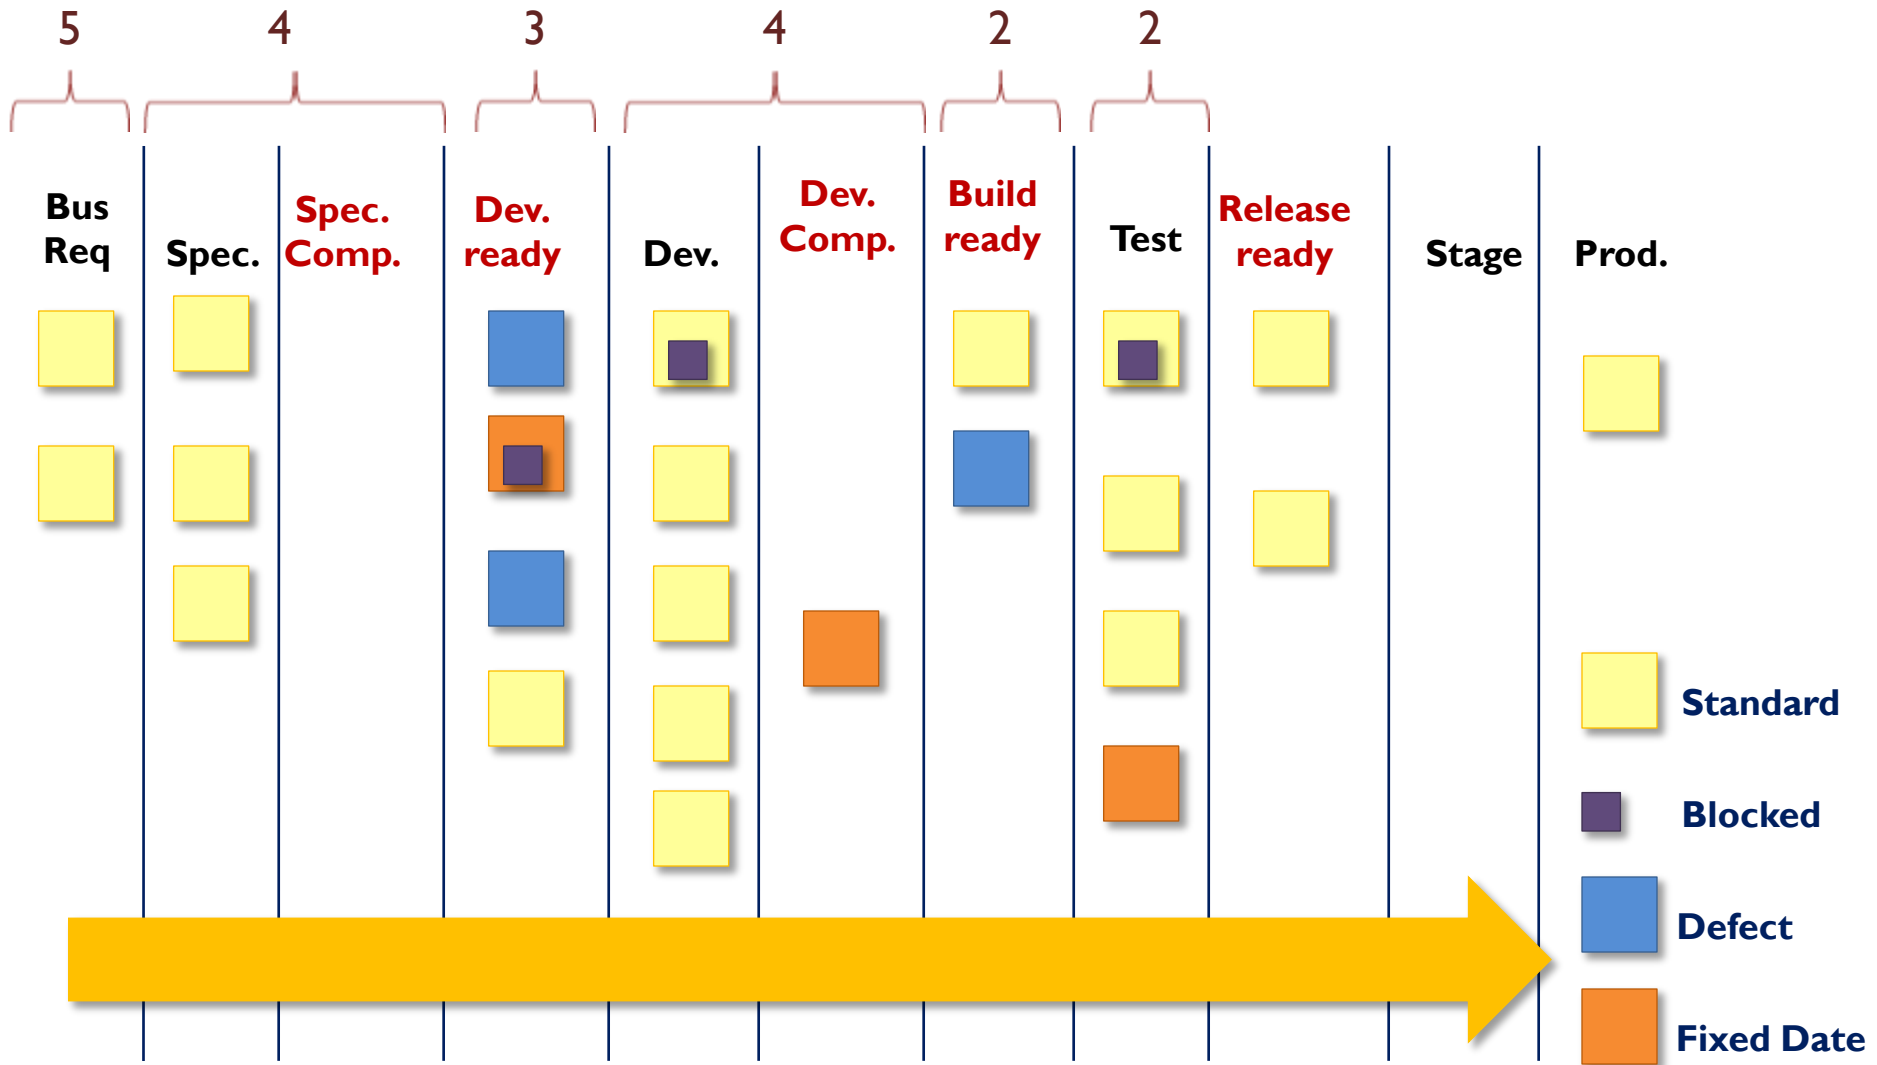 5
4
3
4
2
2
Bus
Req
Spec.
Spec.
Comp.
Dev.
ready
Dev.
Dev.
Comp.
Build
ready
Test
Release
ready
Stage
Prod.
Standard
Blocked
Defect
Fixed Date